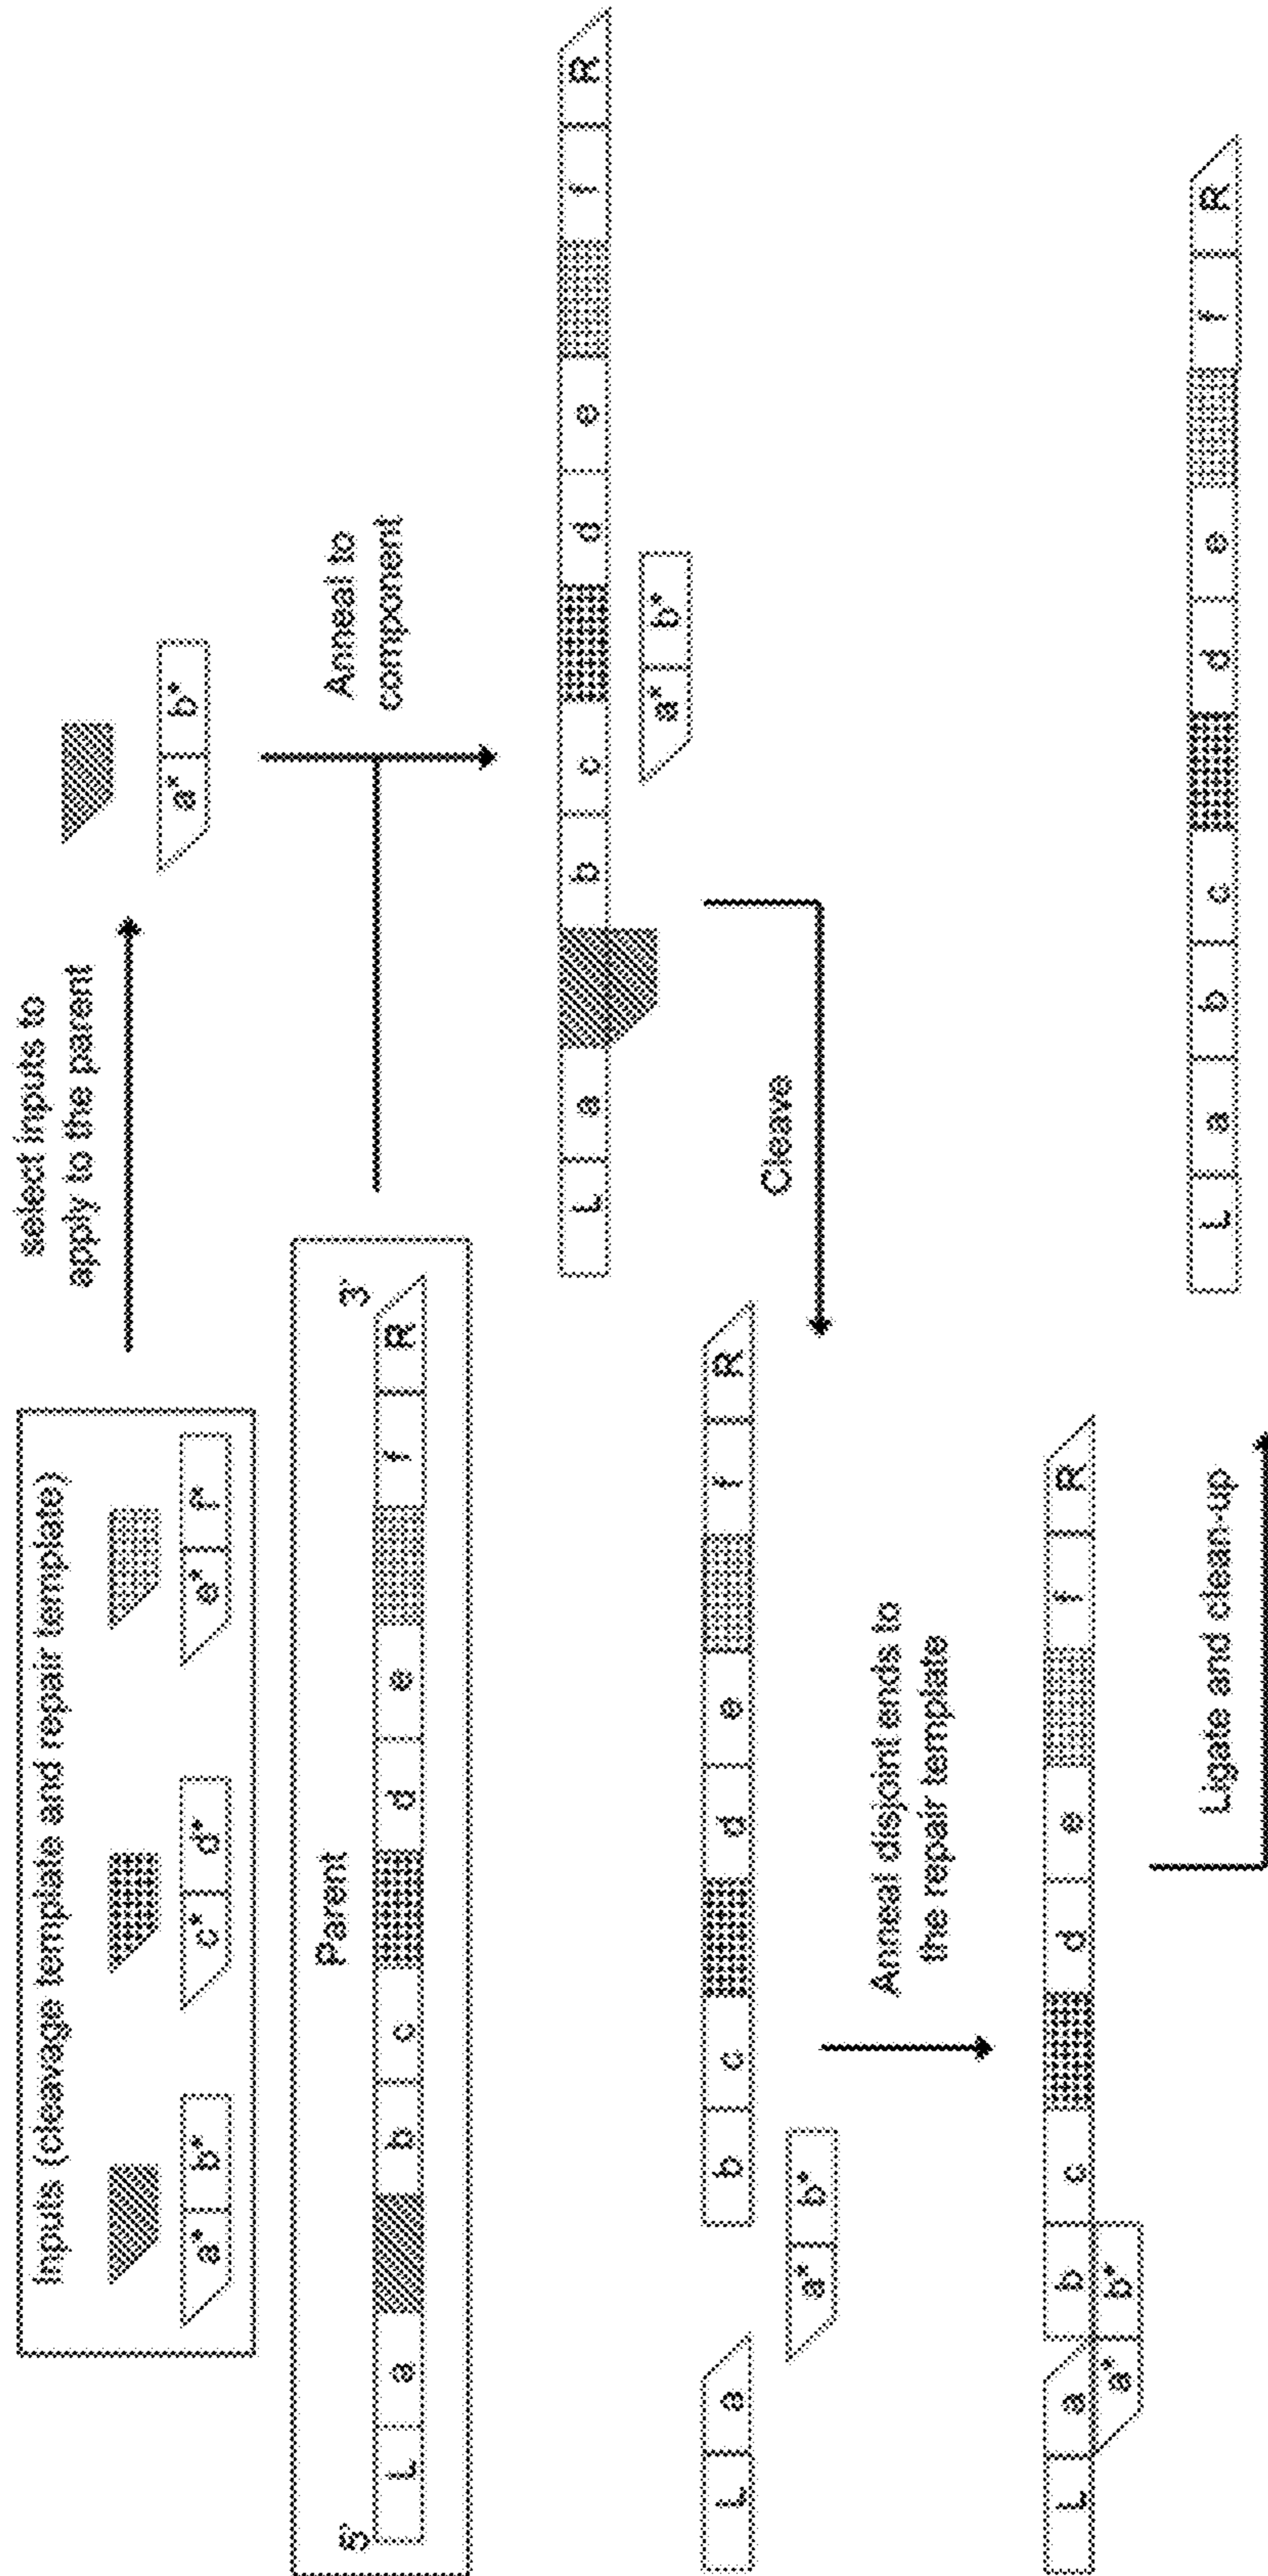 Inputs (cleavage template and repair template)
a* b* c* d* e* f*
select inputs to
apply to the parent
a* b*
Parent
5' 3'
L a b c d e f R
Anneal to
component
L a b c d e f R
a* b*
Cleave
L a b c d e f R
a* b*
Anneal disjoint ends to
the repair template
L a b c d e f R
a* b*
Ligate and clean-up
L a b c d e f R